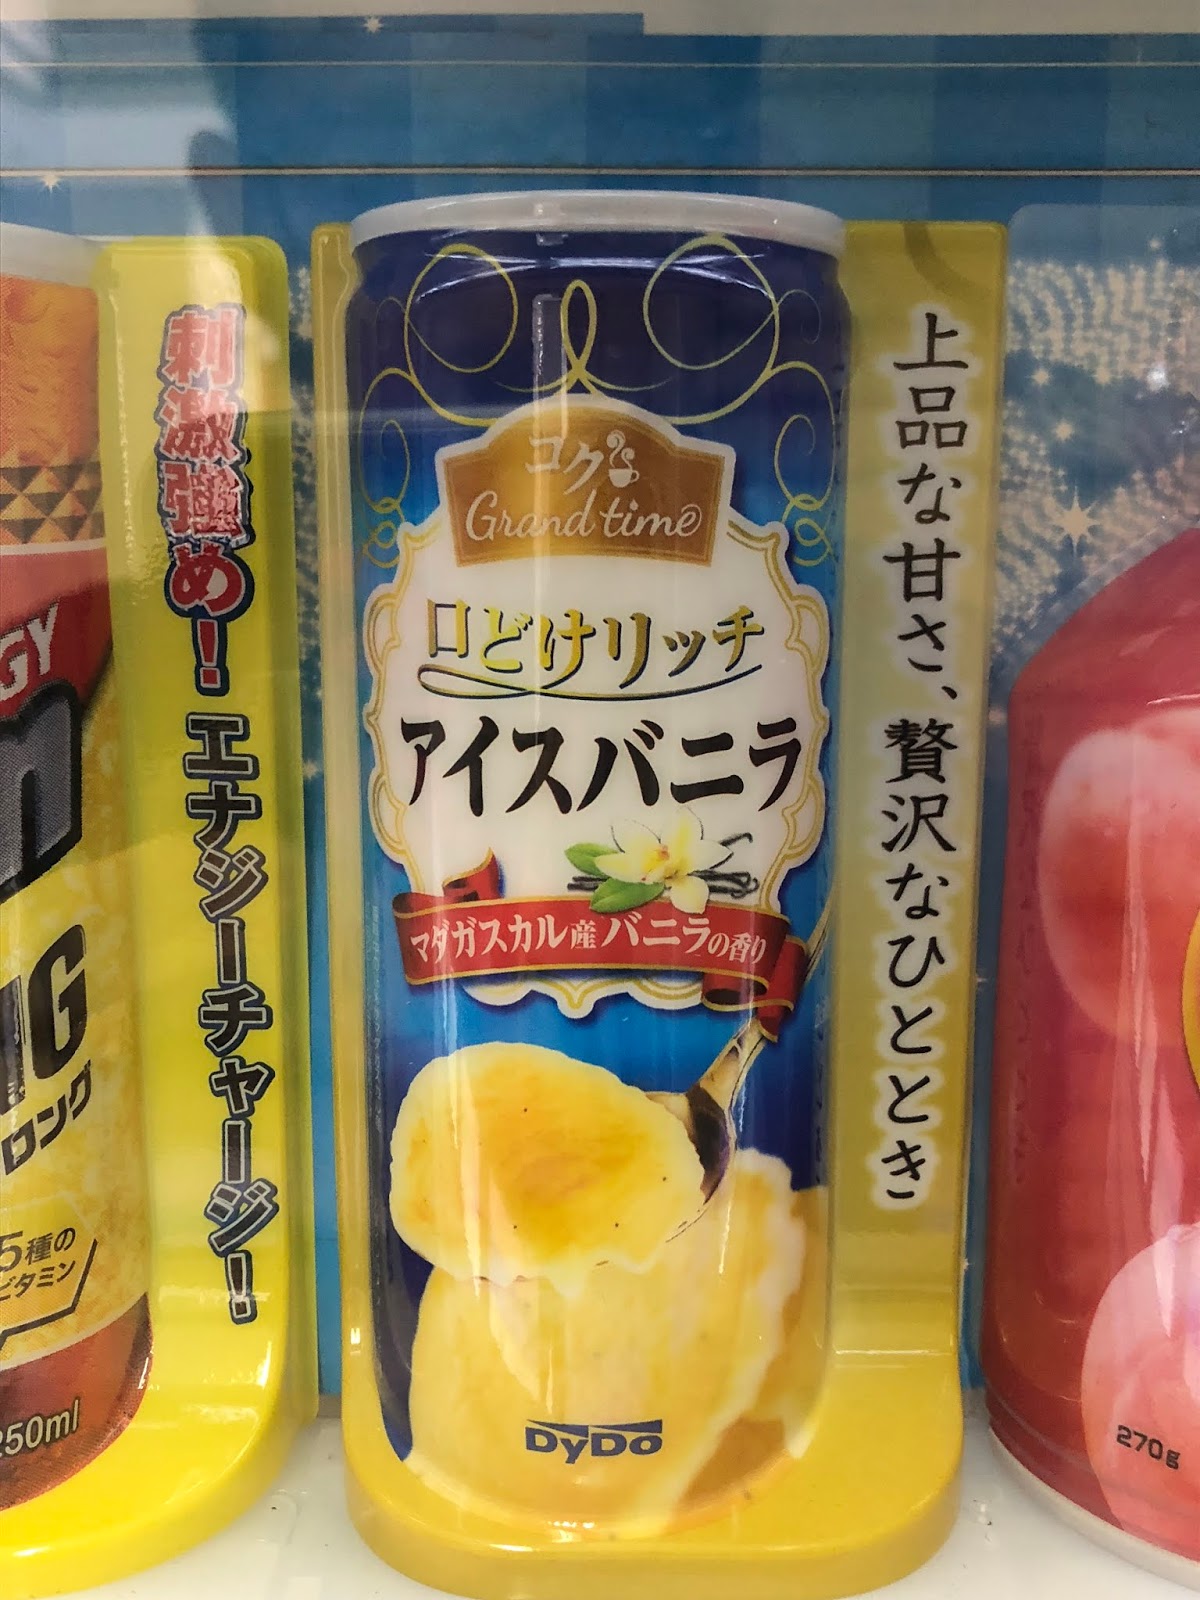 刺激強め！エナジーチャージ！
GY
ロング
5種の
ビタミン
250ml
コク
Grand time
口どけリッチ
アイスバニラ
マダガスカル産バニラの香り
DyDo
上品な甘さ、贅沢なひととき
270g